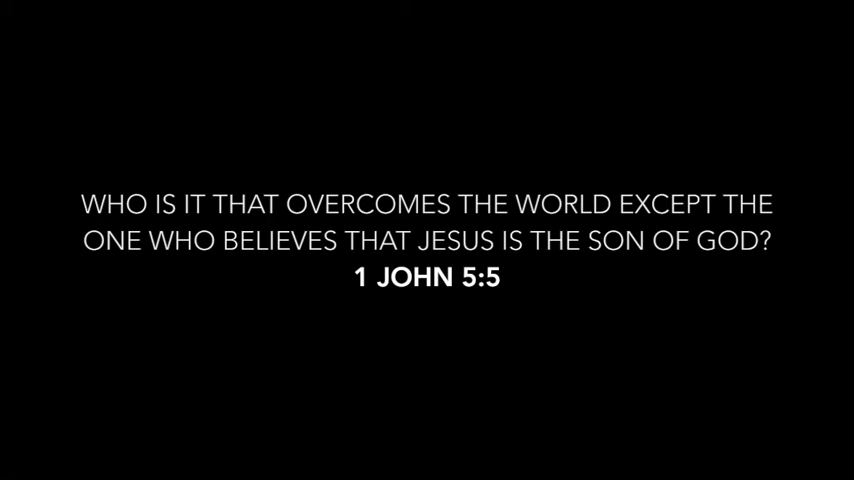 WHO IS IT THAT OVERCOMES THE WORLD EXCEPT THE
ONE WHO BELIEVES THAT JESUS IS THE SON OF GOD?
1 JOHN 5:5